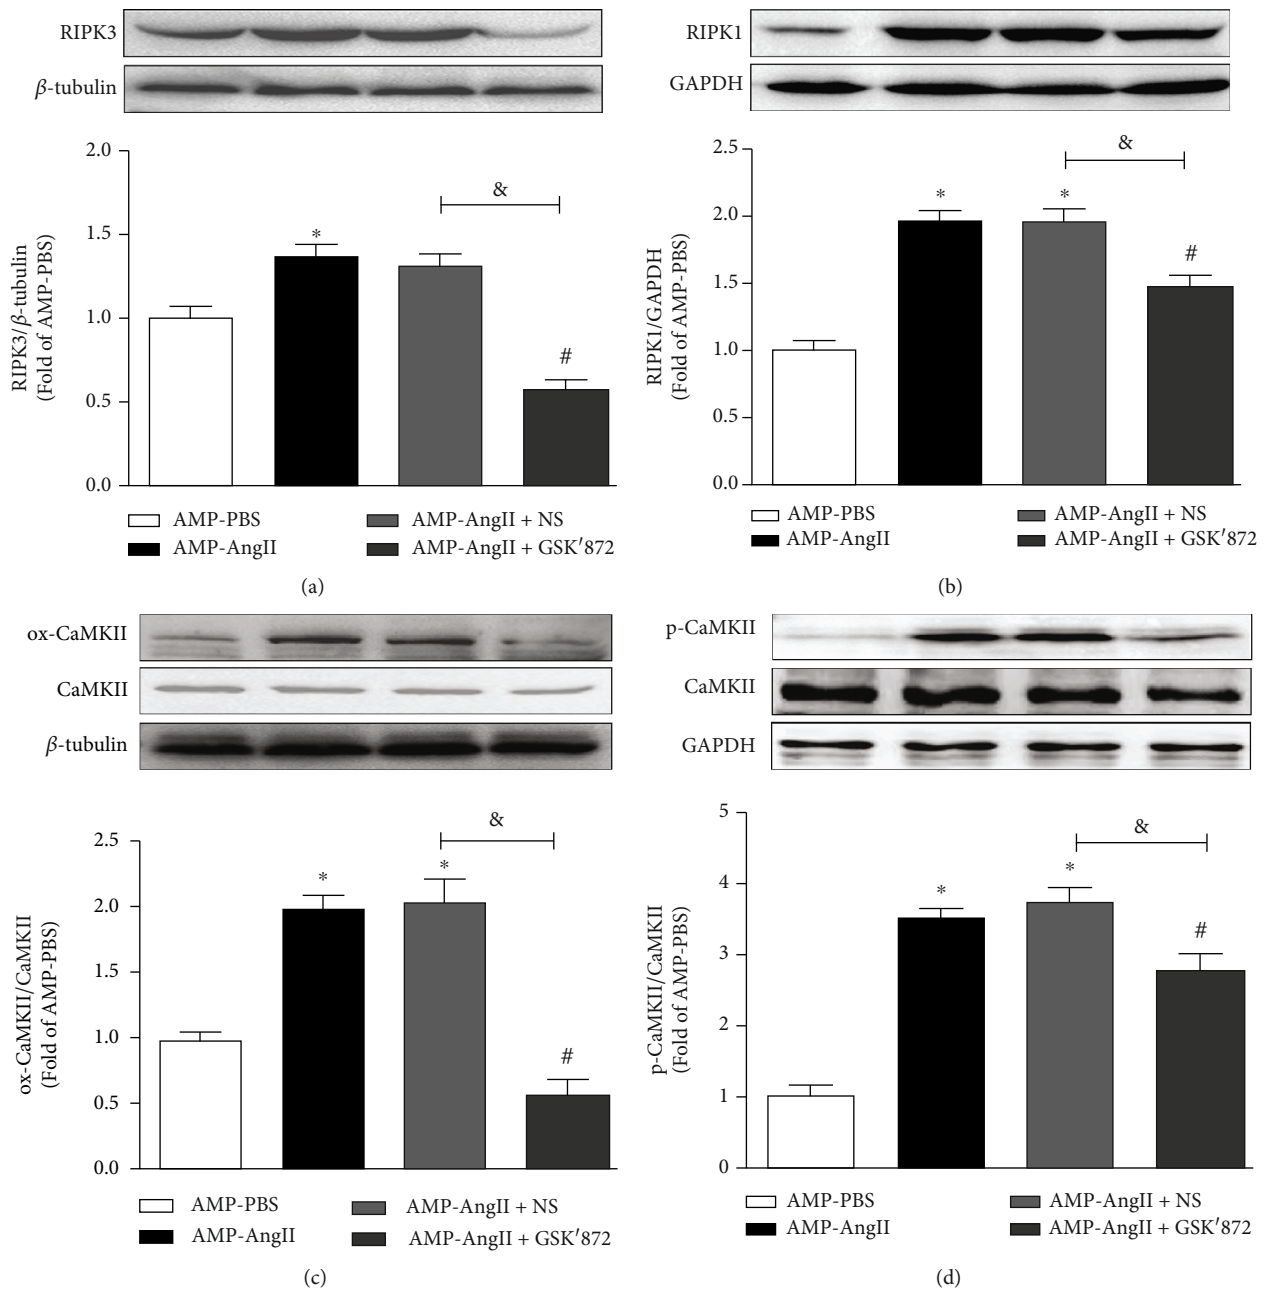 RIPK3
β-tubulin
2.0
1.5
1.0
0.5
0.0
RIPK3/β-tubulin
(Fold of AMP-PBS)
*
&
#
AMP-PBS
AMP-AngII + NS
AMP-AngII
AMP-AngII + GSK′872
(a)
RIPK1
GAPDH
2.5
2.0
1.5
1.0
0.5
0.0
RIPK1/GAPDH
(Fold of AMP-PBS)
*
*
&
#
AMP-PBS
AMP-AngII + NS
AMP-AngII
AMP-AngII + GSK′872
(b)
ox-CaMKII
CaMKII
β-tubulin
2.5
2.0
1.5
1.0
0.5
0.0
ox-CaMKII/CaMKII
(Fold of AMP-PBS)
*
*
&
#
AMP-PBS
AMP-AngII + NS
AMP-AngII
AMP-AngII + GSK′872
(c)
p-CaMKII
CaMKII
GAPDH
5
4
3
2
1
0
p-CaMKII/CaMKII
(Fold of AMP-PBS)
*
*
&
#
AMP-PBS
AMP-AngII + NS
AMP-AngII
AMP-AngII + GSK′872
(d)